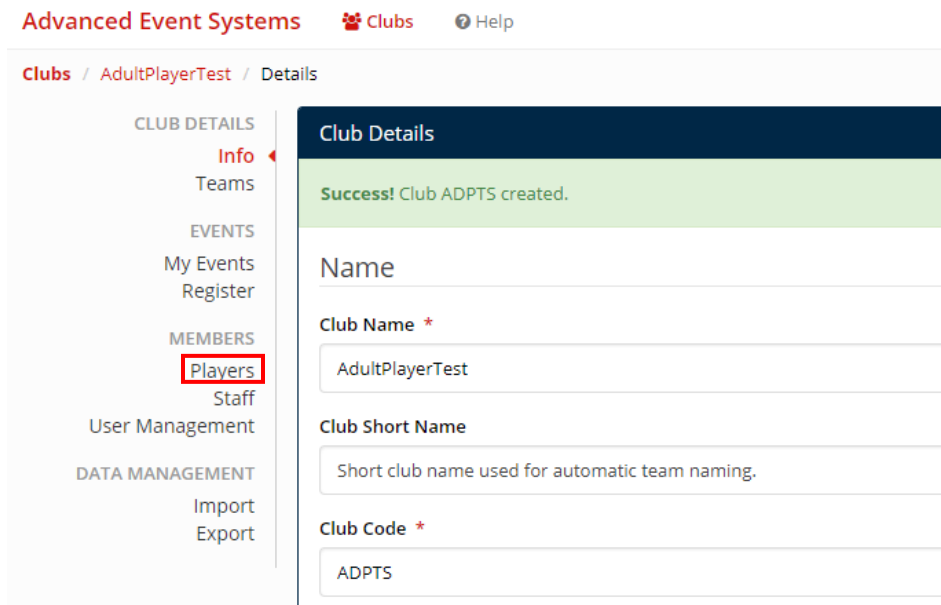 Advanced Event Systems Clubs Help
Clubs / AdultPlayerTest / Details
CLUB DETAILS
Info
Teams
EVENTS
My Events
Register
MEMBERS
Players
Staff
User Management
DATA MANAGEMENT
Import
Export
Club Details
Success! Club ADPTS created.
Name
Club Name *
AdultPlayerTest
Club Short Name
Short club name used for automatic team naming.
Club Code *
ADPTS